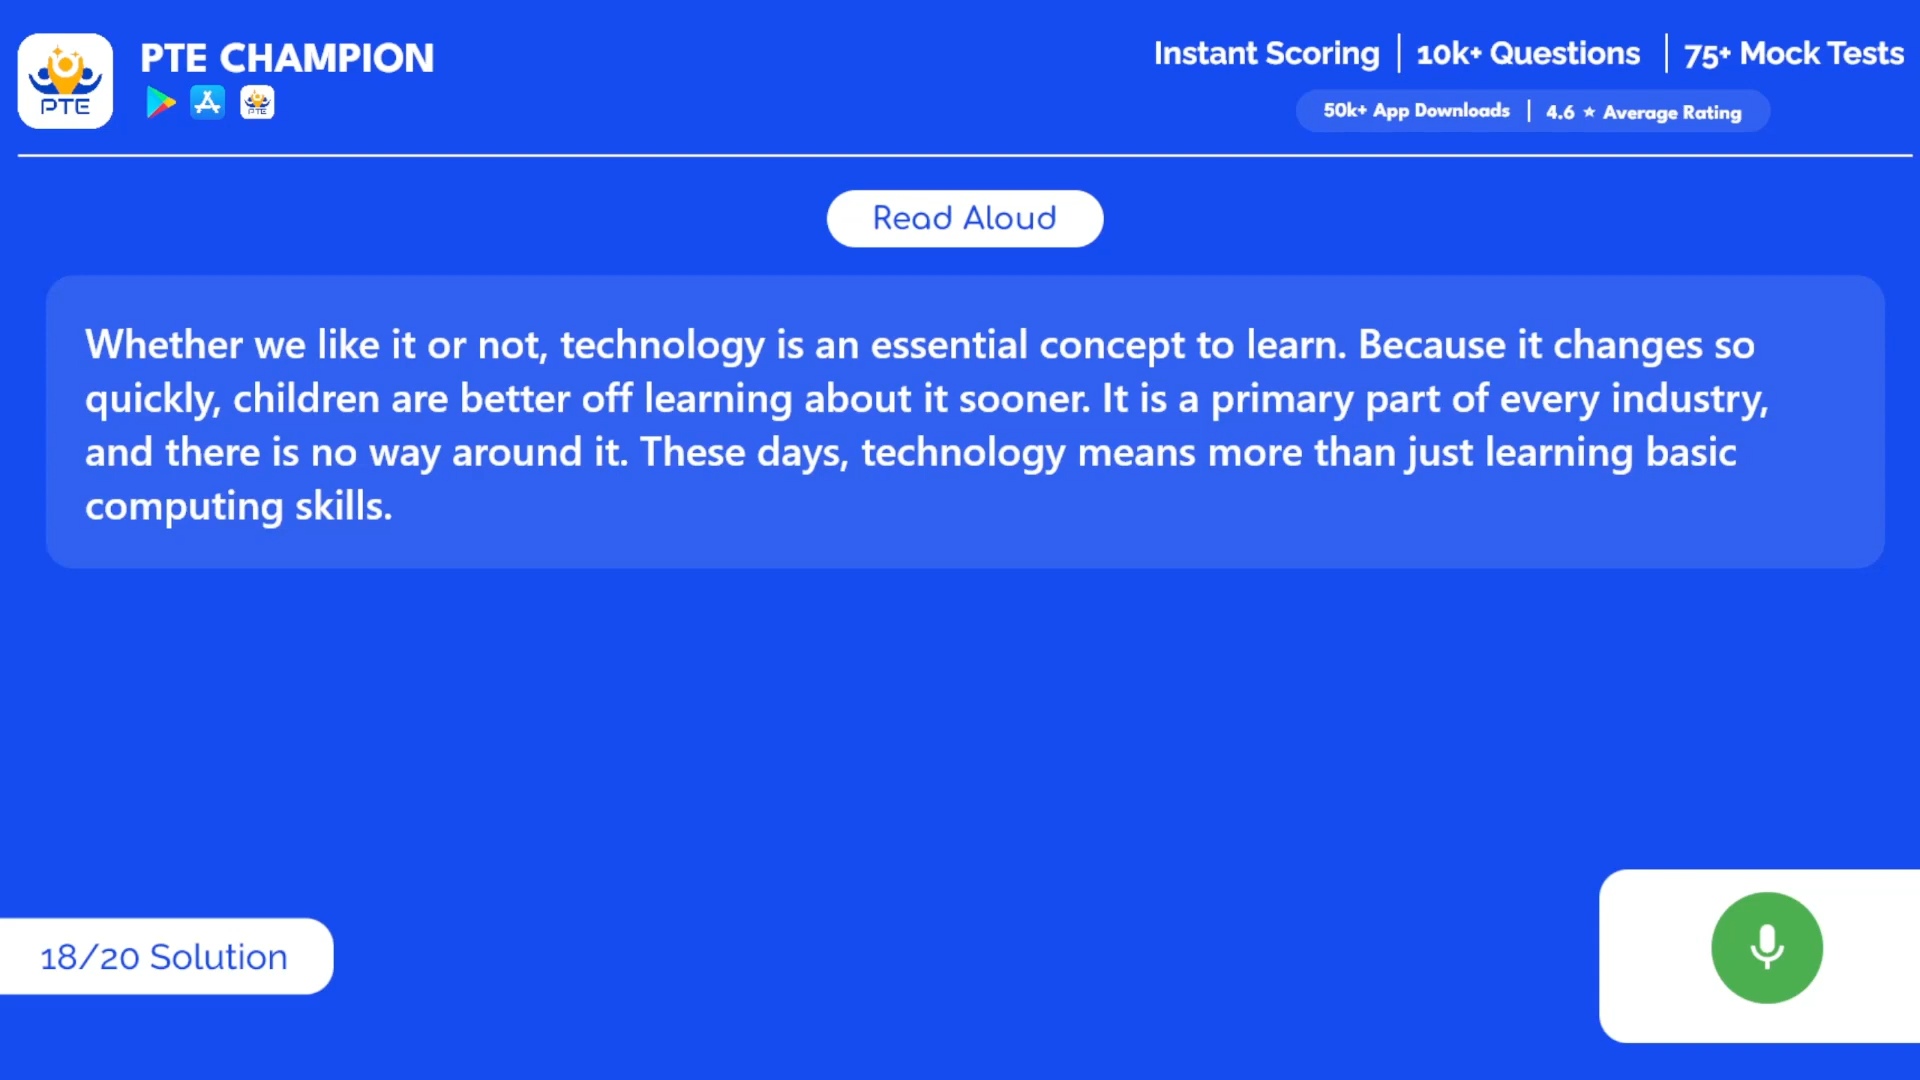 PTE
PTE CHAMPION
PTE
Instant Scoring | 10k+ Questions | 75+ Mock Tests
50k+ App Downloads | 4.6 ★ Average Rating
Read Aloud
Whether we like it or not, technology is an essential concept to learn. Because it changes so
quickly, children are better off learning about it sooner. It is a primary part of every industry,
and there is no way around it. These days, technology means more than just learning basic
computing skills.
18/20 Solution